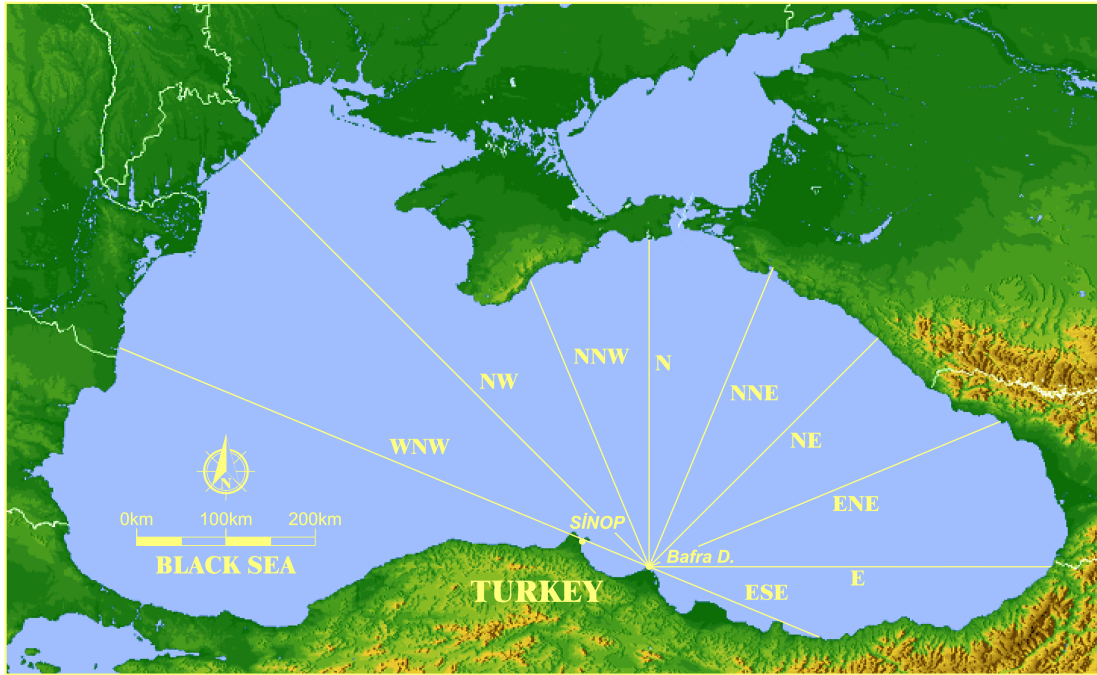 NNW
N
NW
NNE
NE
WNW
ENE
N
0km 100km 200km
SİNOP
BLACK SEA
Bafra D.
TURKEY
E
ESE